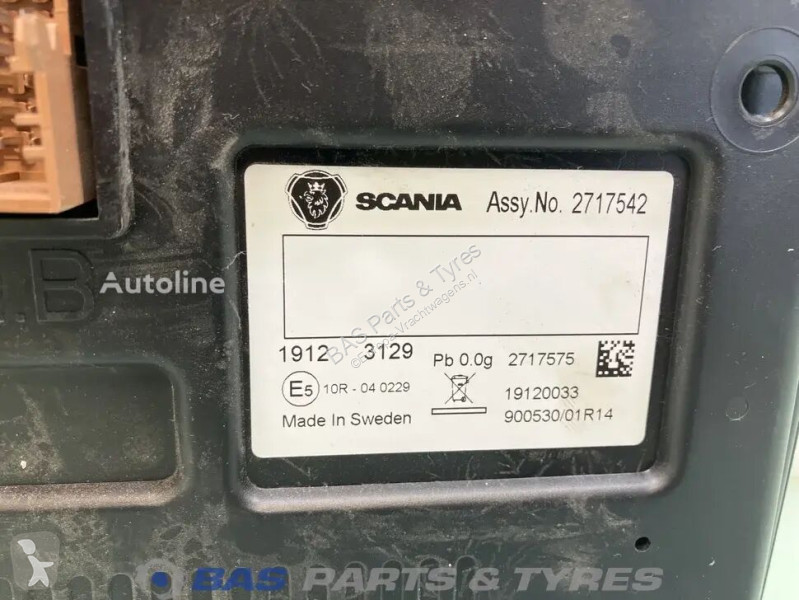 SCANIA Assy.No. 2717542
Autoline
.B
BAS Parts & Tyres
1912 3129 Pb 0.0g 2717575
E5 10R - 04 0229 19120033
Made In Sweden 900530/01R14
BAS PARTS & TYRES